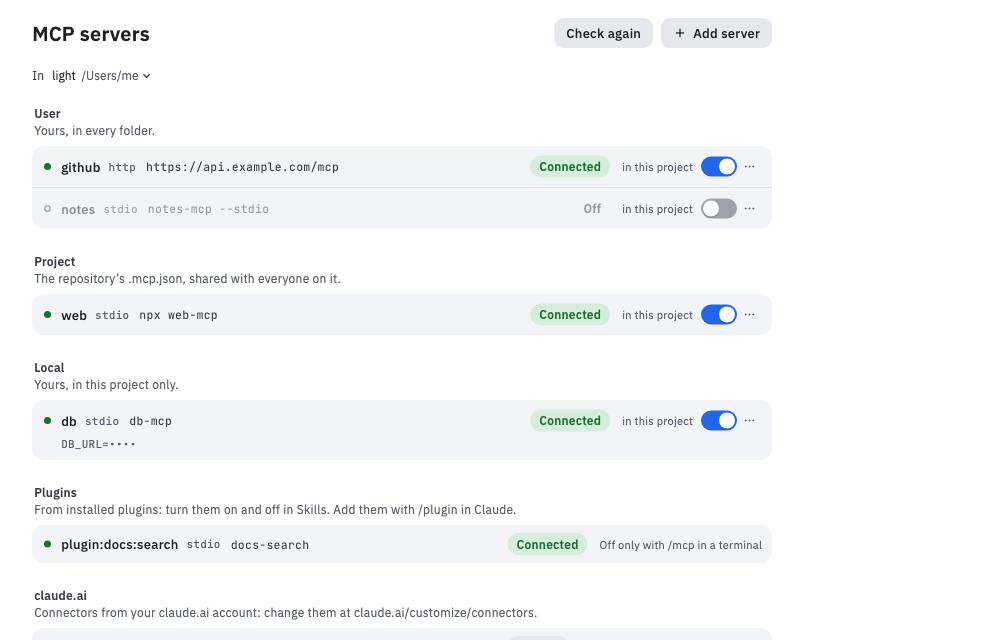 MCP servers
Check again
+ Add server
In light /Users/me
User
Yours, in every folder.
github http https://api.example.com/mcp Connected in this project ···
notes stdio notes-mcp --stdio Off in this project ···
Project
The repository’s .mcp.json, shared with everyone on it.
web stdio npx web-mcp Connected in this project ···
Local
Yours, in this project only.
db stdio db-mcp Connected in this project ···
DB_URL=••••
Plugins
From installed plugins: turn them on and off in Skills. Add them with /plugin in Claude.
plugin:docs:search stdio docs-search Connected Off only with /mcp in a terminal
claude.ai
Connectors from your claude.ai account: change them at claude.ai/customize/connectors.